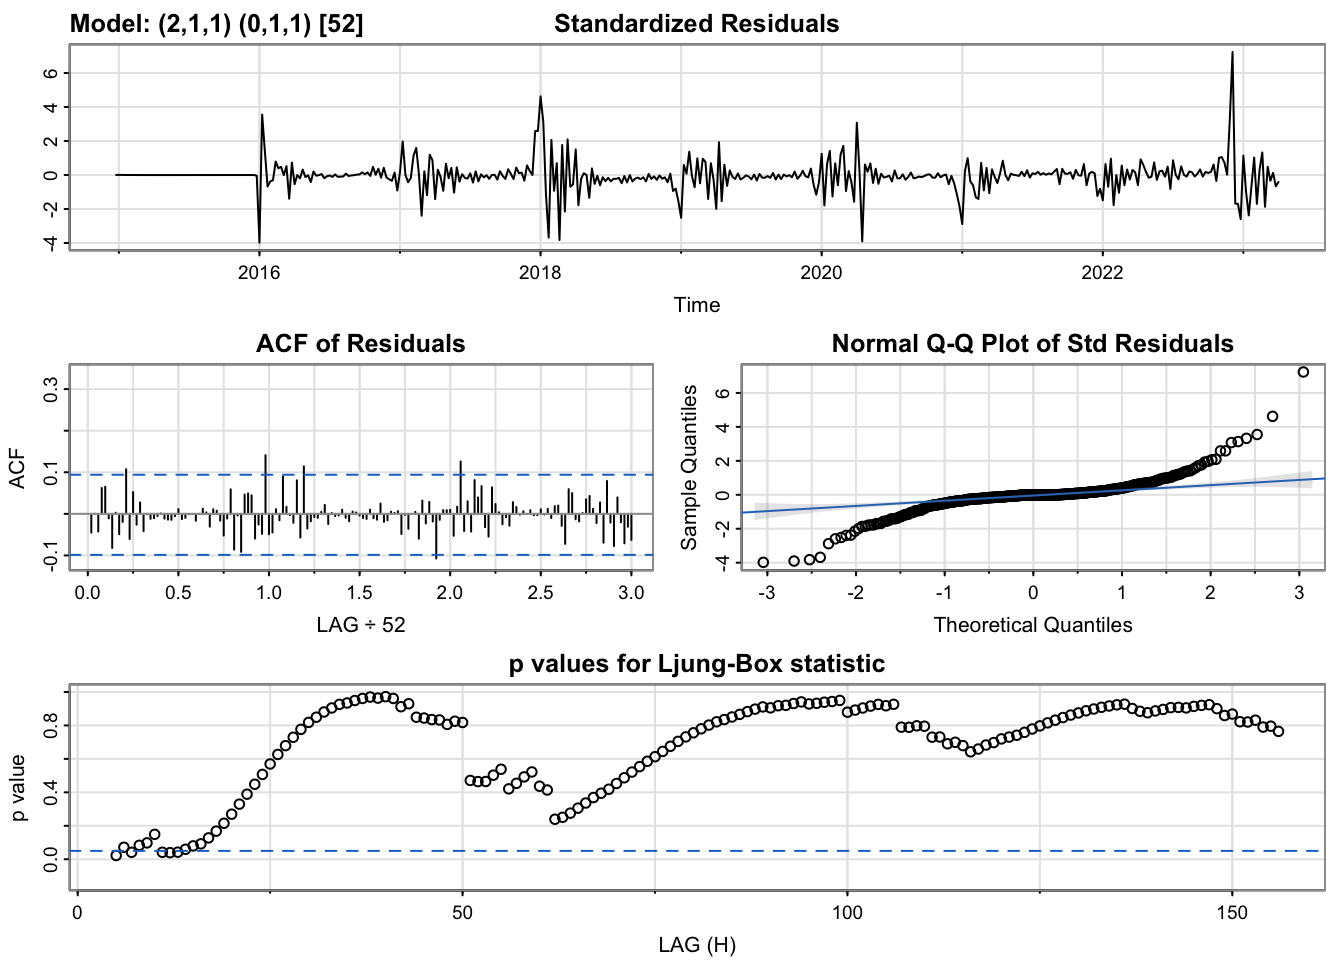 Model: (2,1,1) (0,1,1) [52] Standardized Residuals
6
4
2
0
-2
-4
2016 2018 2020 2022
Time
ACF of Residuals
ACF
0.3
0.1
-0.1
0.0 0.5 1.0 1.5 2.0 2.5 3.0
LAG ÷ 52
Normal Q-Q Plot of Std Residuals
Sample Quantiles
6
4
2
0
-2
-4
-3 -2 -1 0 1 2 3
Theoretical Quantiles
p values for Ljung-Box statistic
p value
0.8
0.4
0.0
0 50 100 150
LAG (H)